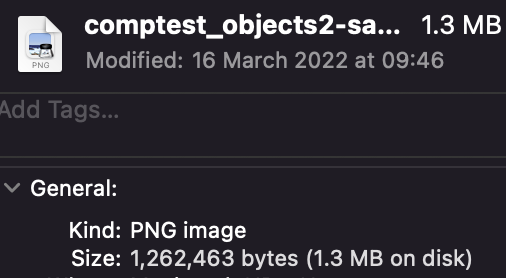 comptest_objects2-sa... 1.3 MB
PNG
Modified: 16 March 2022 at 09:46
Add Tags...
General:
Kind: PNG image
Size: 1,262,463 bytes (1.3 MB on disk)